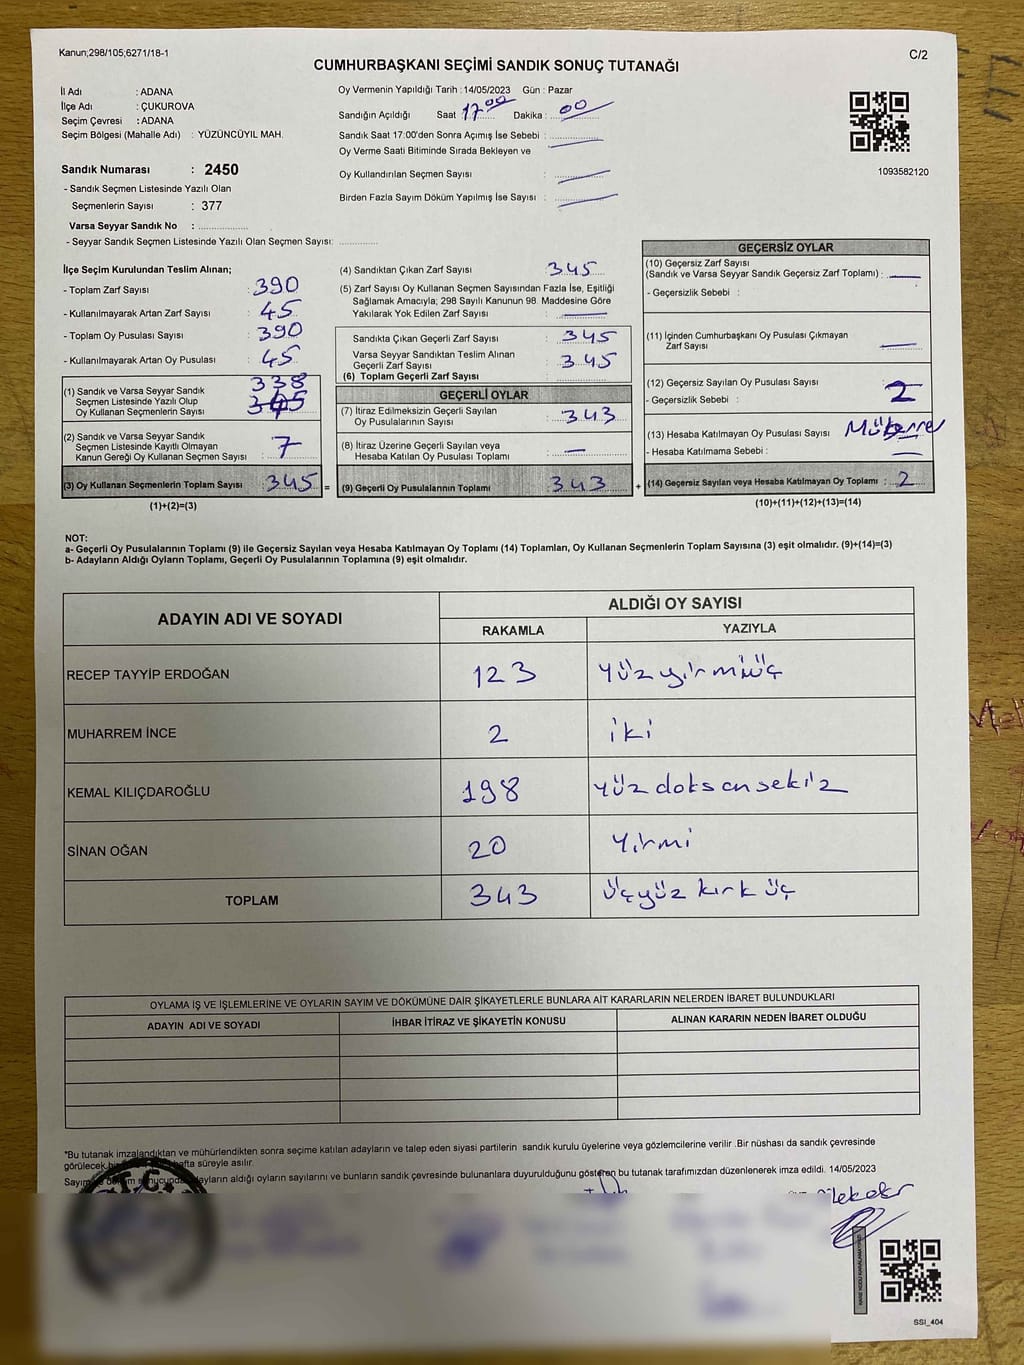 Kanun;298/105;6271/18-1
C/2
CUMHURBAŞKANI SEÇİMİ SANDIK SONUÇ TUTANAĞI
İl Adı : ADANA
İlçe Adı : ÇUKUROVA
Seçim Çevresi : ADANA
Seçim Bölgesi (Mahalle Adı) : YÜZÜNCÜYIL MAH.
Sandık Numarası : 2450
- Sandık Seçmen Listesinde Yazılı Olan
Seçmenlerin Sayısı : 377
Varsa Seyyar Sandık No :
- Seyyar Sandık Seçmen Listesinde Yazılı Olan Seçmen Sayısı:
Oy Vermenin Yapıldığı Tarih :14/05/2023 Gün : Pazar
Sandığın Açıldığı Saat 17:00 Dakika : 00
Sandık Saat 17:00'den Sonra Açımış İse Sebebi :
Oy Verme Saati Bitiminde Sırada Bekleyen ve
Oy Kullandırılan Seçmen Sayısı :
Birden Fazla Sayım Döküm Yapılmış İse Sayısı :
1093582120
İlçe Seçim Kurulundan Teslim Alınan;
- Toplam Zarf Sayısı : 390
- Kullanılmayarak Artan Zarf Sayısı : 45
- Toplam Oy Pusulası Sayısı : 390
- Kullanılmayarak Artan Oy Pusulası : 45
338
(1) Sandık ve Varsa Seyyar Sandık
Seçmen Listesinde Yazılı Olup : 345
Oy Kullanan Seçmenlerin Sayısı
(2) Sandık ve Varsa Seyyar Sandık
Seçmen Listesinde Kayıtlı Olmayan : 7
Kanun Gereği Oy Kullanan Seçmen Sayısı
(3) Oy Kullanan Seçmenlerin Toplam Sayısı : 345 =
(1)+(2)=(3)
(4) Sandıktan Çıkan Zarf Sayısı : 345
(5) Zarf Sayısı Oy Kullanan Seçmen Sayısından Fazla İse, Eşitliği
Sağlamak Amacıyla; 298 Sayılı Kanunun 98. Maddesine Göre
Yakılarak Yok Edilen Zarf Sayısı :
Sandıkta Çıkan Geçerli Zarf Sayısı : 345
Varsa Seyyar Sandıktan Teslim Alınan
Geçerli Zarf Sayısı : 345
(6) Toplam Geçerli Zarf Sayısı :
GEÇERLİ OYLAR
(7) İtiraz Edilmeksizin Geçerli Sayılan
Oy Pusulalarının Sayısı : 343
(8) İtiraz Üzerine Geçerli Sayılan veya
Hesaba Katılan Oy Pusulası Toplamı :
(9) Geçerli Oy Pusulalarının Toplamı : 343 +
GEÇERSİZ OYLAR
(10) Geçersiz Zarf Sayısı
(Sandık ve Varsa Seyyar Sandık Geçersiz Zarf Toplamı) :
- Geçersizlik Sebebi :
(11) İçinden Cumhurbaşkanı Oy Pusulası Çıkmayan
Zarf Sayısı :
(12) Geçersiz Sayılan Oy Pusulası Sayısı : 2
- Geçersizlik Sebebi :
(13) Hesaba Katılmayan Oy Pusulası Sayısı :
- Hesaba Katılmama Sebebi :
(14) Geçersiz Sayılan veya Hesaba Katılmayan Oy Toplamı : 2
(10)+(11)+(12)+(13)=(14)
NOT:
a- Geçerli Oy Pusulalarının Toplamı (9) ile Geçersiz Sayılan veya Hesaba Katılmayan Oy Toplamı (14) Toplamları, Oy Kullanan Seçmenlerin Toplam Sayısına (3) eşit olmalıdır. (9)+(14)=(3)
b- Adayların Aldığı Oyların Toplamı, Geçerli Oy Pusulalarının Toplamına (9) eşit olmalıdır.
ADAYIN ADI VE SOYADI ALDIĞI OY SAYISI
RAKAMLA YAZIYLA
RECEP TAYYİP ERDOĞAN 123 Yüz yirmiüç
MUHARREM İNCE 2 iki
KEMAL KILIÇDAROĞLU 198 Yüz doksan sekiz
SİNAN OĞAN 20 Yirmi
TOPLAM 343 Üçyüz kırk üç
OYLAMA İŞ VE İŞLEMLERİNE VE OYLARIN SAYIM VE DÖKÜMÜNE DAİR ŞİKAYETLERLE BUNLARA AİT KARARLARIN NELERDEN İBARET BULUNDUKLARI
ADAYIN ADI VE SOYADI İHBAR İTİRAZ VE ŞİKAYETİN KONUSU ALINAN KARARIN NEDEN İBARET OLDUĞU
*Bu tutanak imzalandıktan ve mühürlendikten sonra seçime katılan adayların ve talep eden siyasi partilerin sandık kurulu üyelerine veya gözlemcilerine verilir .Bir nüshası da sandık çevresinde
görülecek hafta süreyle asılır.
Sayım aldığı oyların sayılarını ve bunların sandık çevresinde bulunanlara duyurulduğunu gösteren bu tutanak tarafımızdan düzenlenerek imza edildi. 14/05/2023
SSI_404